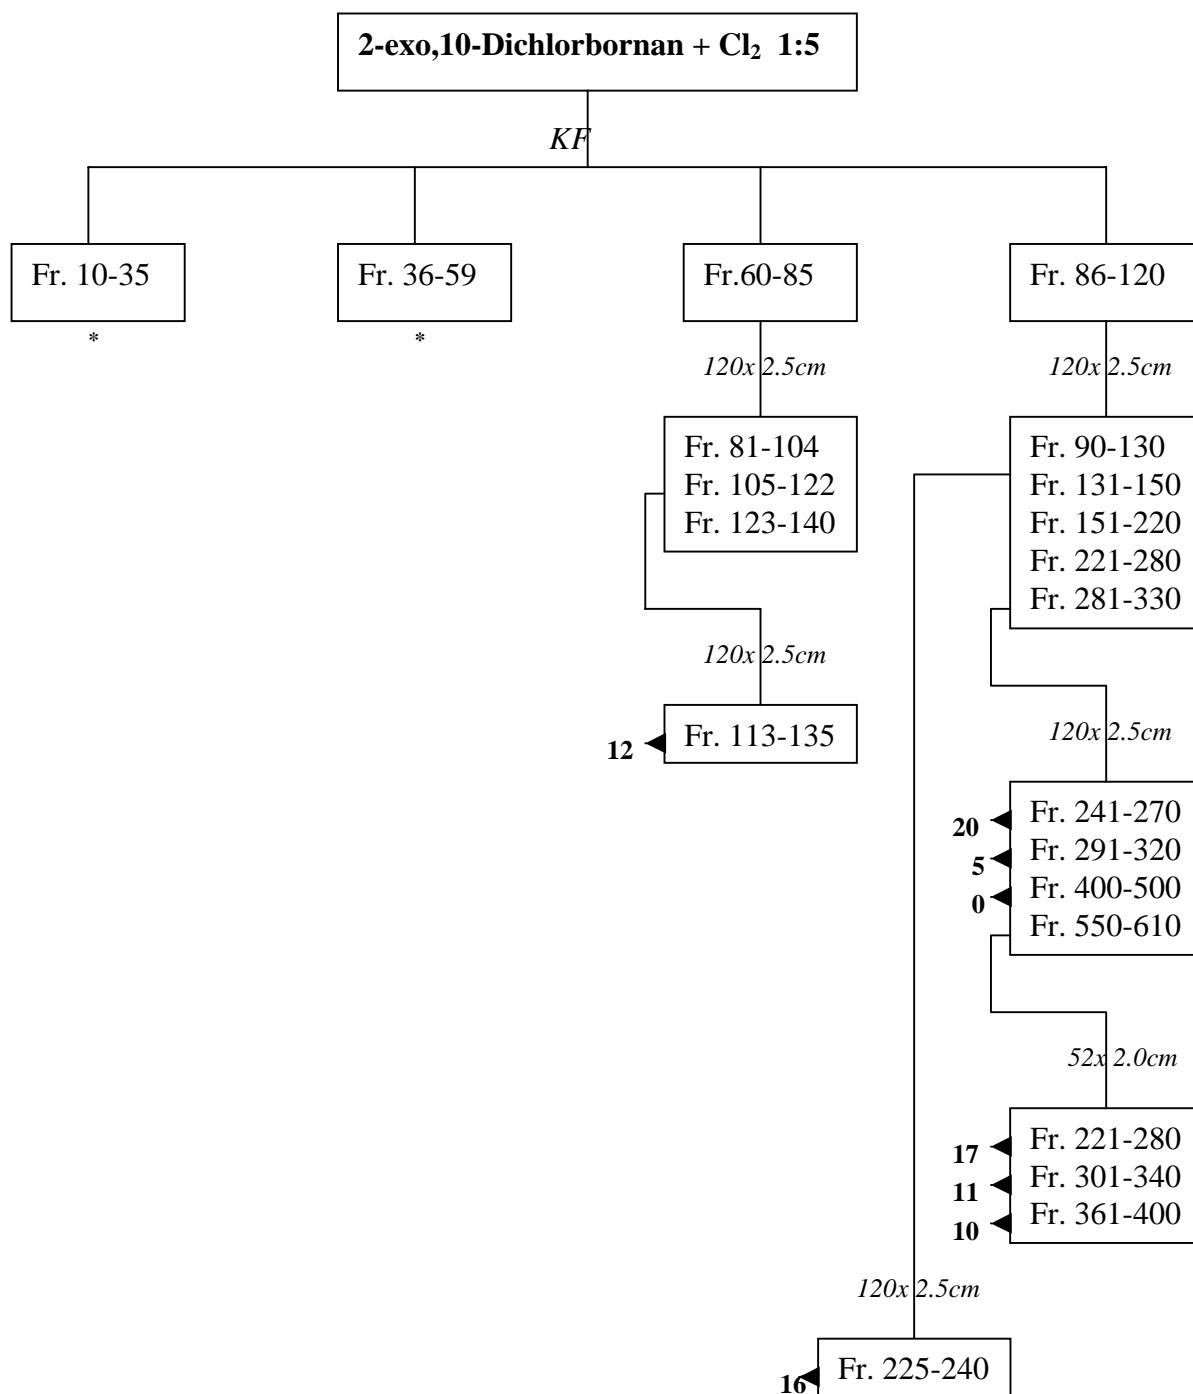 2-exo,10-Dichlorbornan + Cl₂ 1:5
KF
Fr. 10-35
Fr. 36-59
Fr.60-85
Fr. 86-120
*
*
120x 2.5cm
120x 2.5cm
Fr. 81-104
Fr. 105-122
Fr. 123-140
Fr. 90-130
Fr. 131-150
Fr. 151-220
Fr. 221-280
Fr. 281-330
120x 2.5cm
12
Fr. 113-135
120x 2.5cm
20
Fr. 241-270
5
Fr. 291-320
0
Fr. 400-500
Fr. 550-610
52x 2.0cm
17
Fr. 221-280
11
Fr. 301-340
10
Fr. 361-400
120x 2.5cm
16
Fr. 225-240